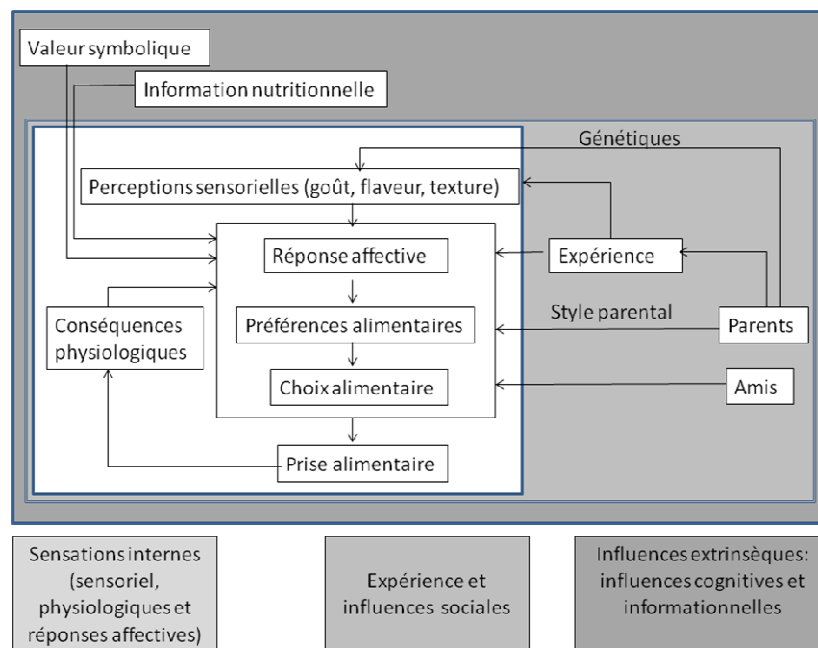 Valeur symbolique
Information nutritionnelle
Génétiques
Perceptions sensorielles (goût, flaveur, texture)
Réponse affective
Expérience
Conséquences
physiologiques
Préférences alimentaires
Style parental
Parents
Choix alimentaire
Amis
Prise alimentaire
Sensations internes
(sensoriel,
physiologiques et
réponses affectives)
Expérience et
influences sociales
Influences extrinsèques:
influences cognitives et
informationnelles